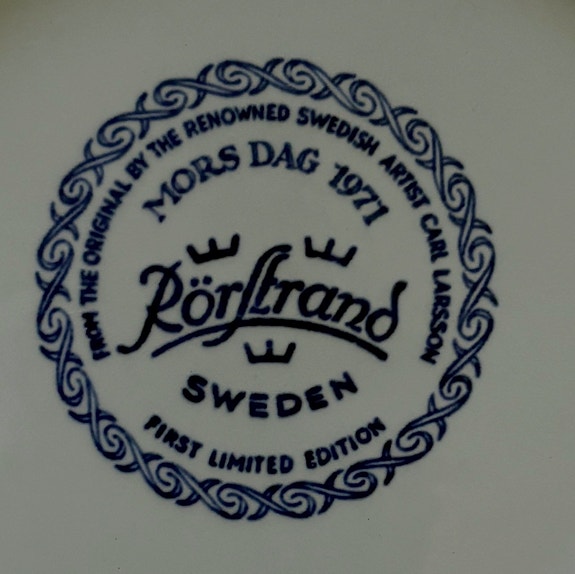 FROM THE ORIGINAL BY THE RENOWNED SWEDISH ARTIST CARL LARSSON
MORS DAG 1971
Rörstrand
SWEDEN
FIRST LIMITED EDITION